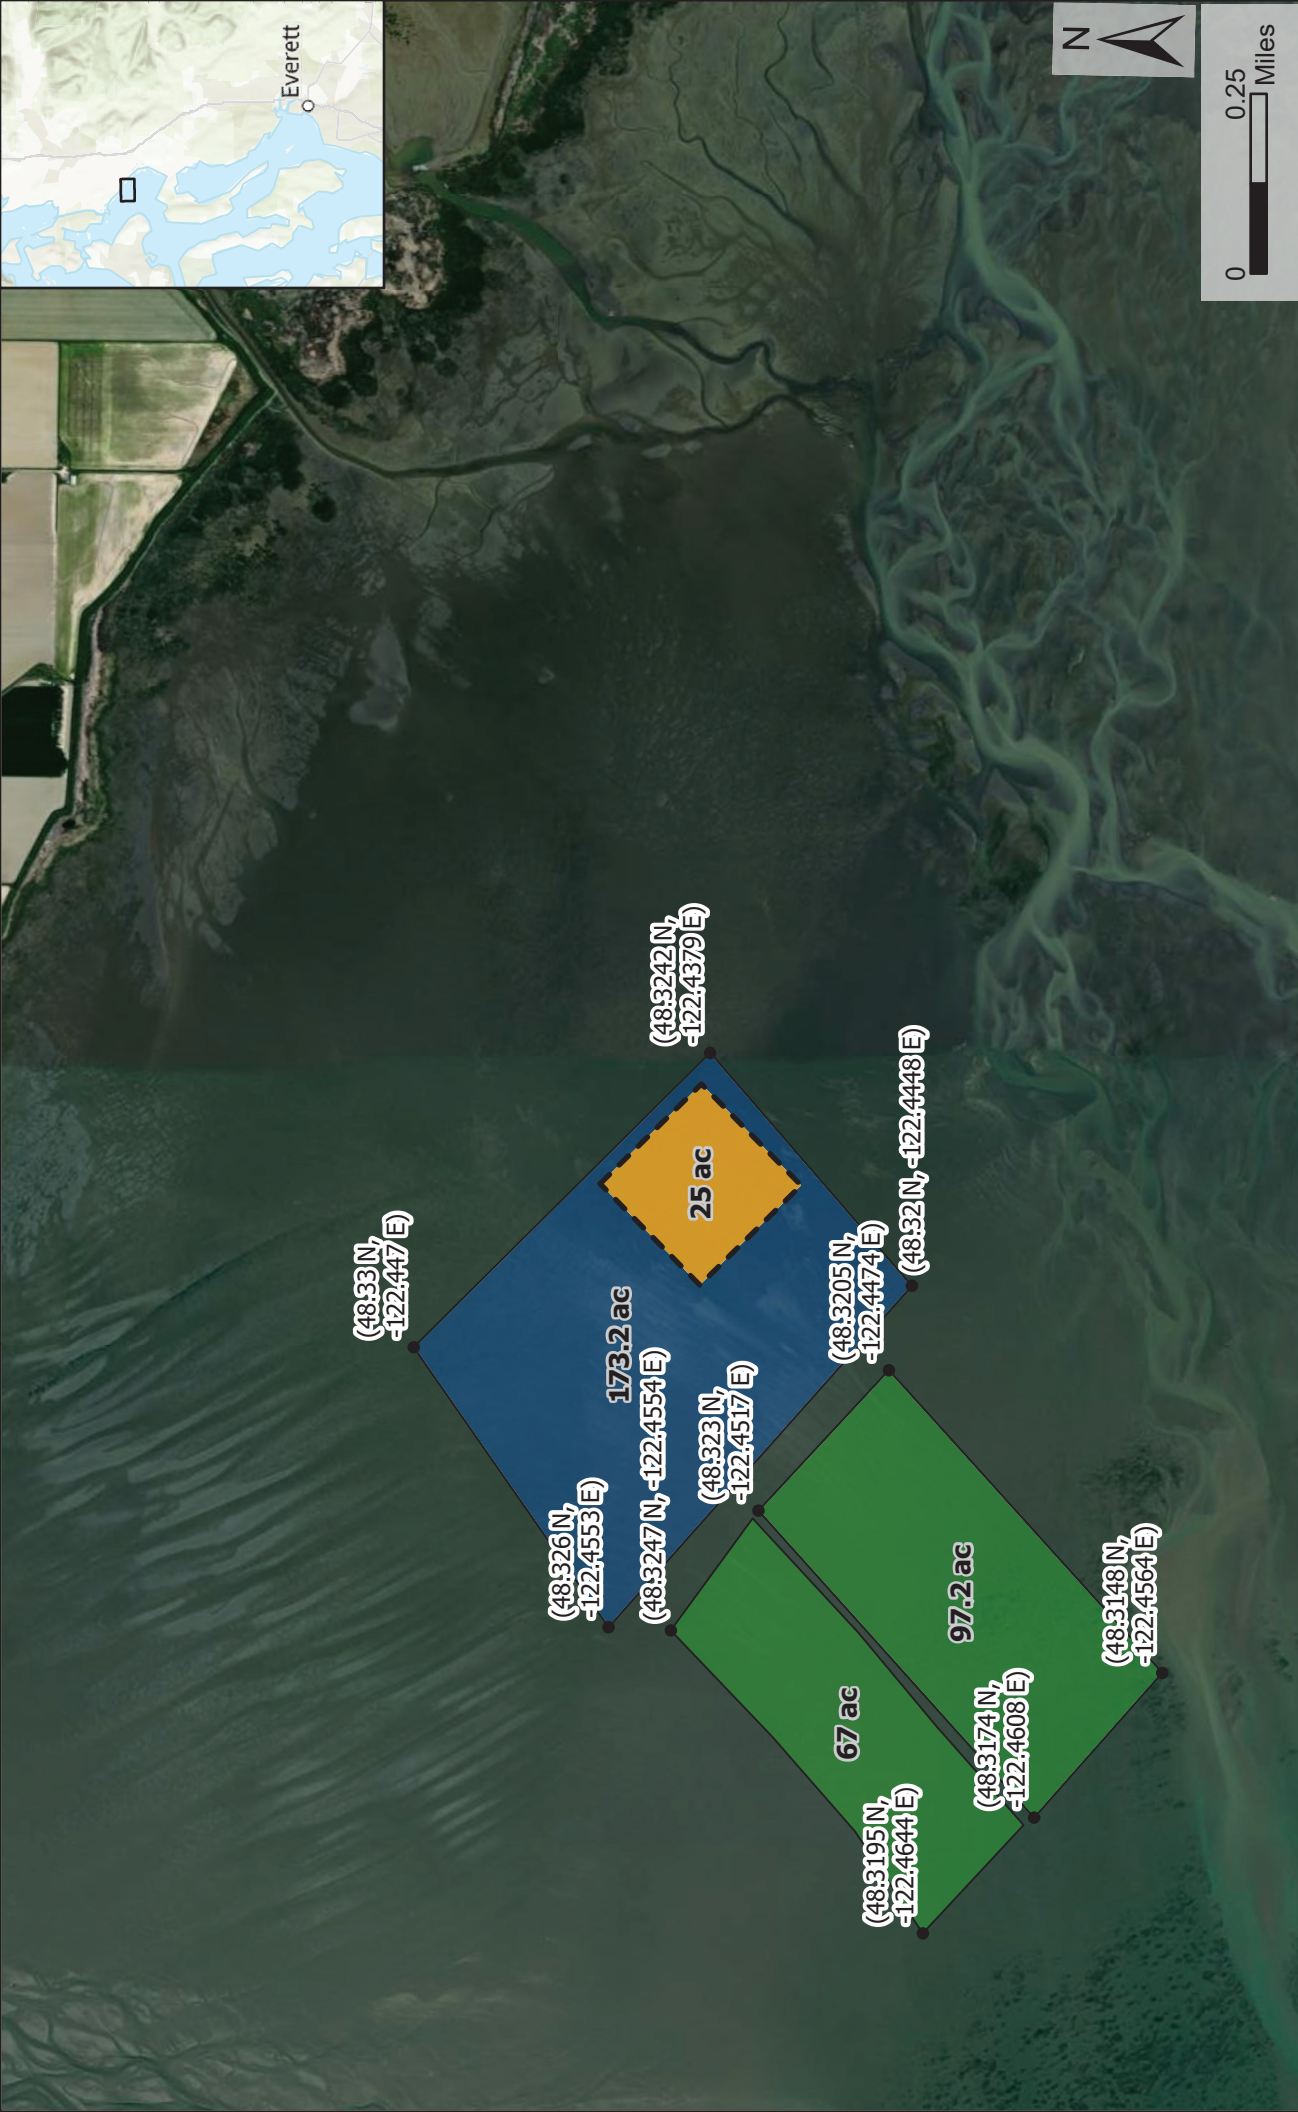 Everett
N
0
0.25
Miles
(48.33 N,
-122.447 E)
(48.3242 N,
-122.4379 E)
25 ac
173.2 ac
(48.326 N,
-122.4553 E)
(48.3247 N, -122.4554 E)
(48.323 N,
-122.4517 E)
(48.3205 N,
-122.4474 E)
(48.32 N, -122.4448 E)
67 ac
97.2 ac
(48.3195 N,
-122.4644 E)
(48.3174 N,
-122.4608 E)
(48.3148 N,
-122.4564 E)